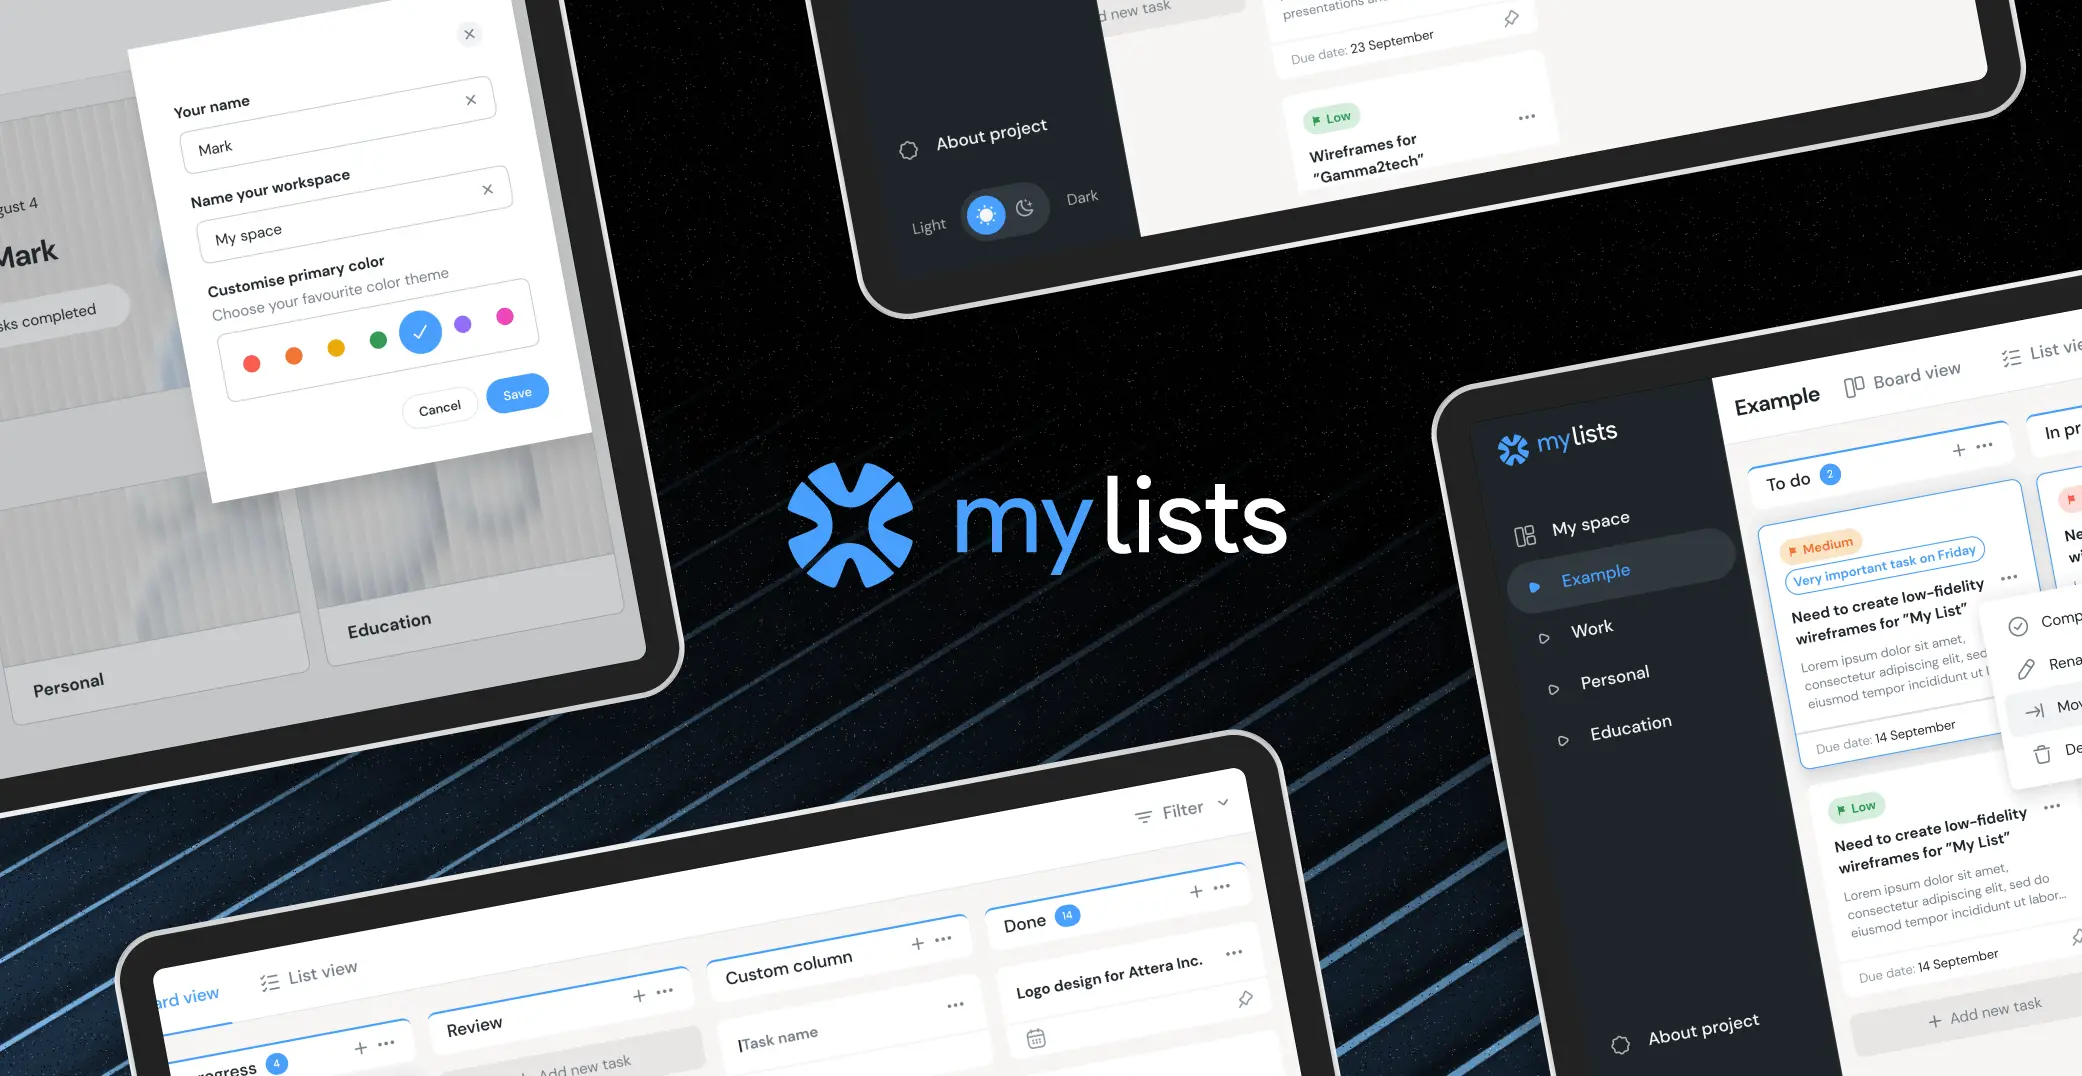 Your name
Mark
Name your workspace
My space
Customise primary color
Choose your favourite color theme
Cancel
Save
gust 4
Mark
sks completed
Personal
Education
d new task
presentations and
Due date: 23 September
Low
Wireframes for
"Gamma2tech"
About project
Light
Dark
mylists
mylists
My space
Example
Work
Personal
Education
About project
Example
Board view
List vie
To do 2
In pr
Medium
Very important task on Friday
Need to create low-fidelity
wireframes for "My List"
Lorem ipsum dolor sit amet,
consectetur adipiscing elit, sed
eiusmod tempor incididunt ut l
Due date: 14 September
Ne
wi
Comp
Rena
Mov
De
Low
Need to create low-fidelity
wireframes for "My List"
Lorem ipsum dolor sit amet,
consectetur adipiscing elit, sed do
eiusmod tempor incididunt ut labor...
Due date: 14 September
Add new task
Filter
ard view
List view
ogress 4
Review
Add new task
Custom column
Task name
Done 14
Logo design for Attera Inc.